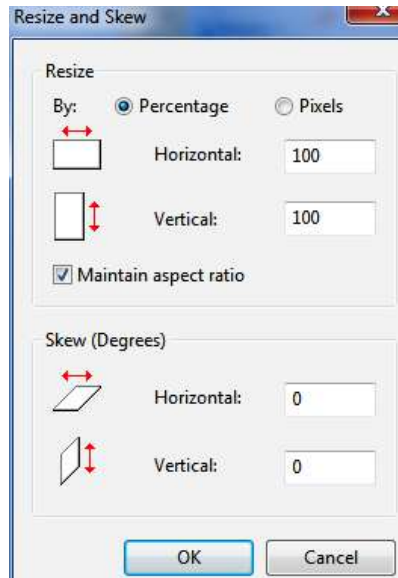 Resize and Skew
Resize
By: Percentage Pixels
Horizontal: 100
Vertical: 100
Maintain aspect ratio
Skew (Degrees)
Horizontal: 0
Vertical: 0
OK Cancel